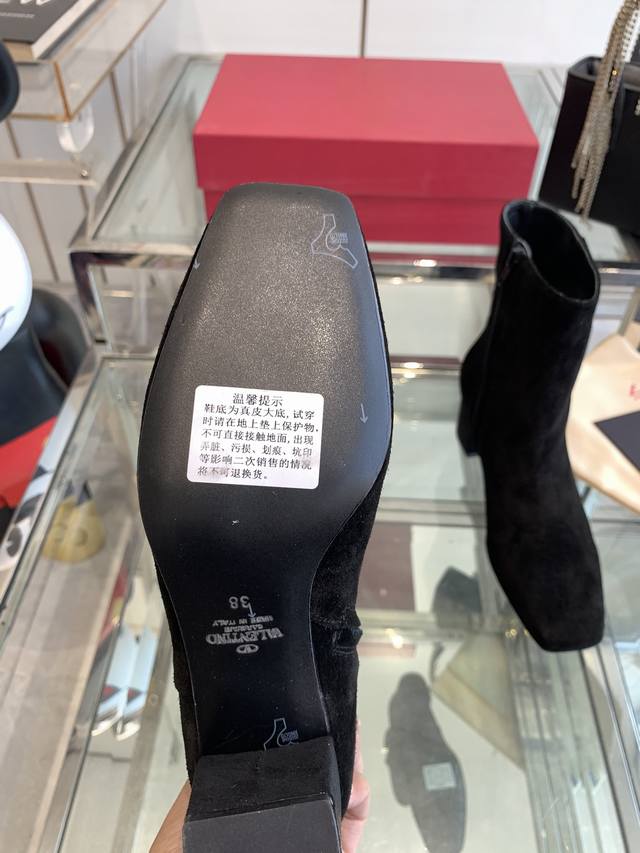 温馨提示
鞋底为真皮大底,试穿
时请在地上垫上保护物,
不可直接接触地面,出现
弄脏、污损、划痕、坑印
等影响二次销售的情况
将不可退换货。
38
MADE IN ITALY
GARAVANI
VALENTINO